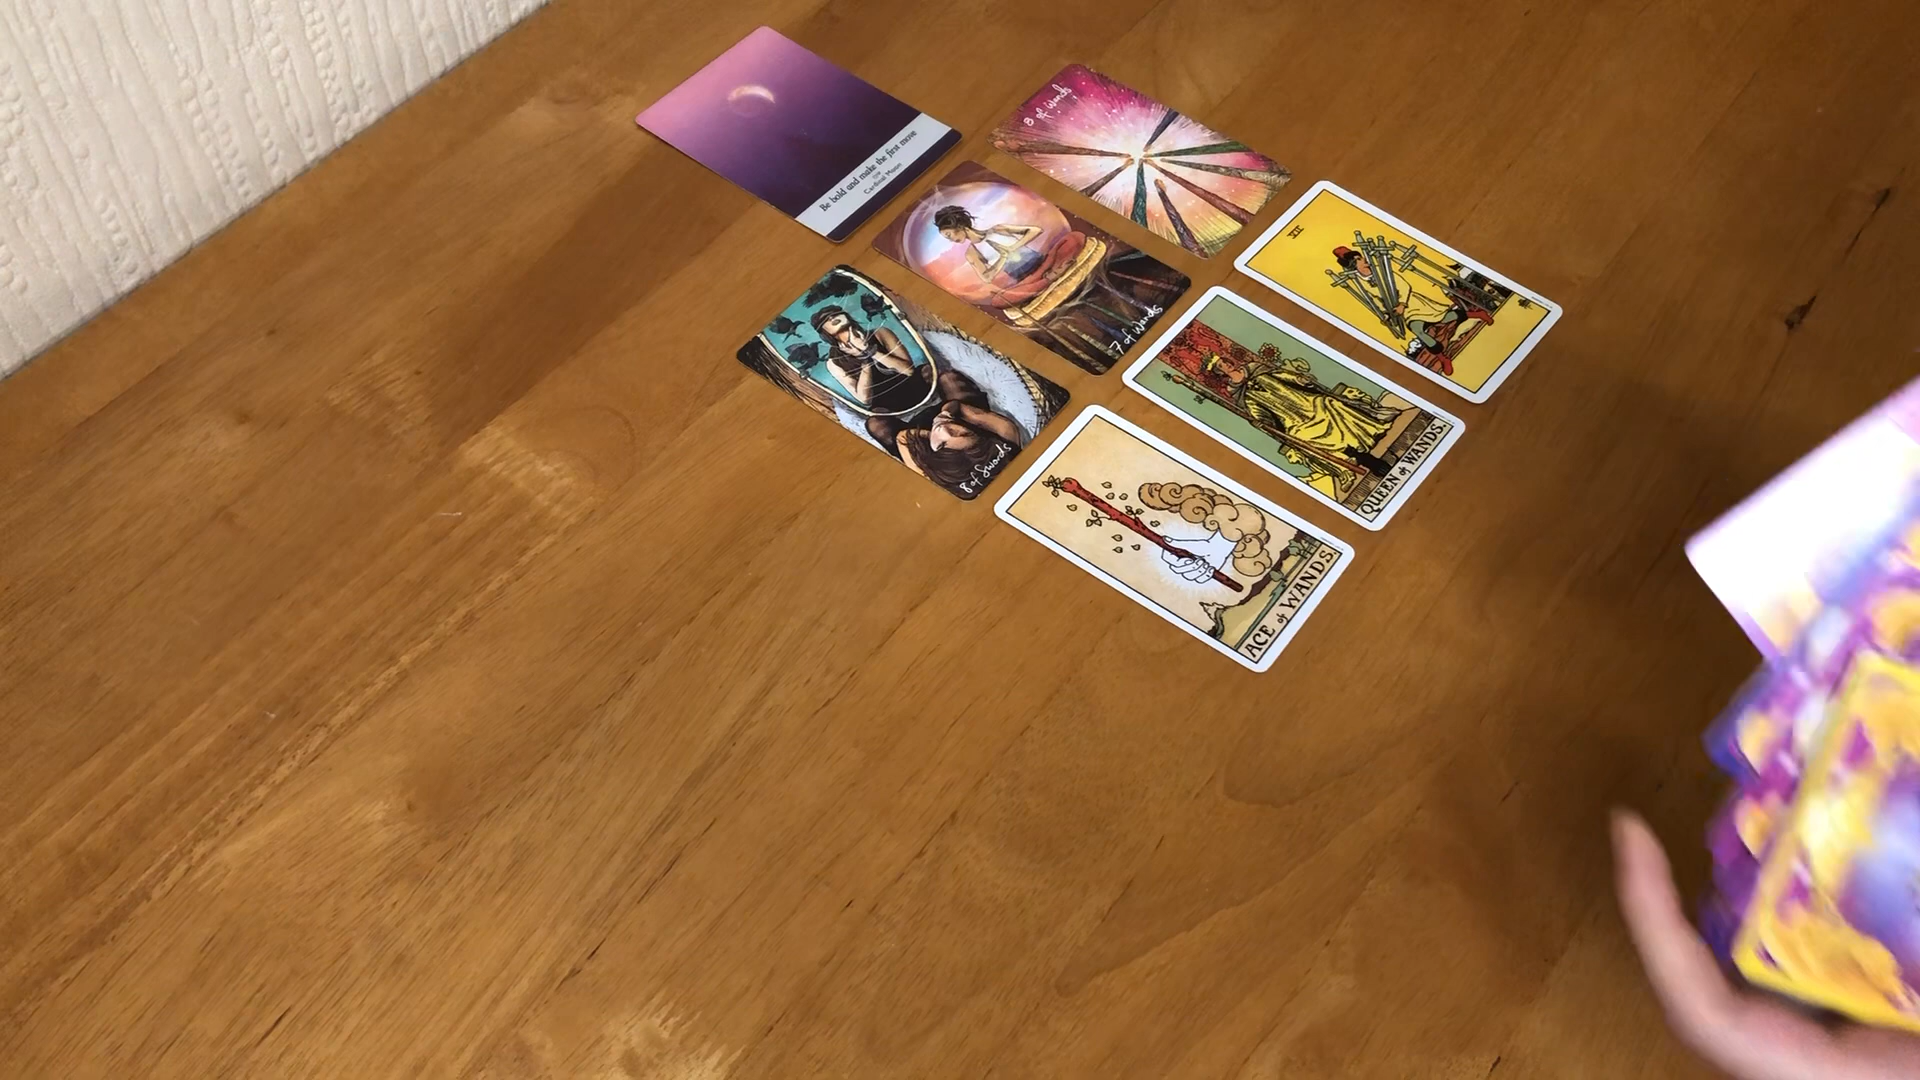 Be bold and make the first move
Cardinal Moon
8 of Wands
7 of Wands
8 of Swords
VII
QUEEN of WANDS.
ACE of WANDS.